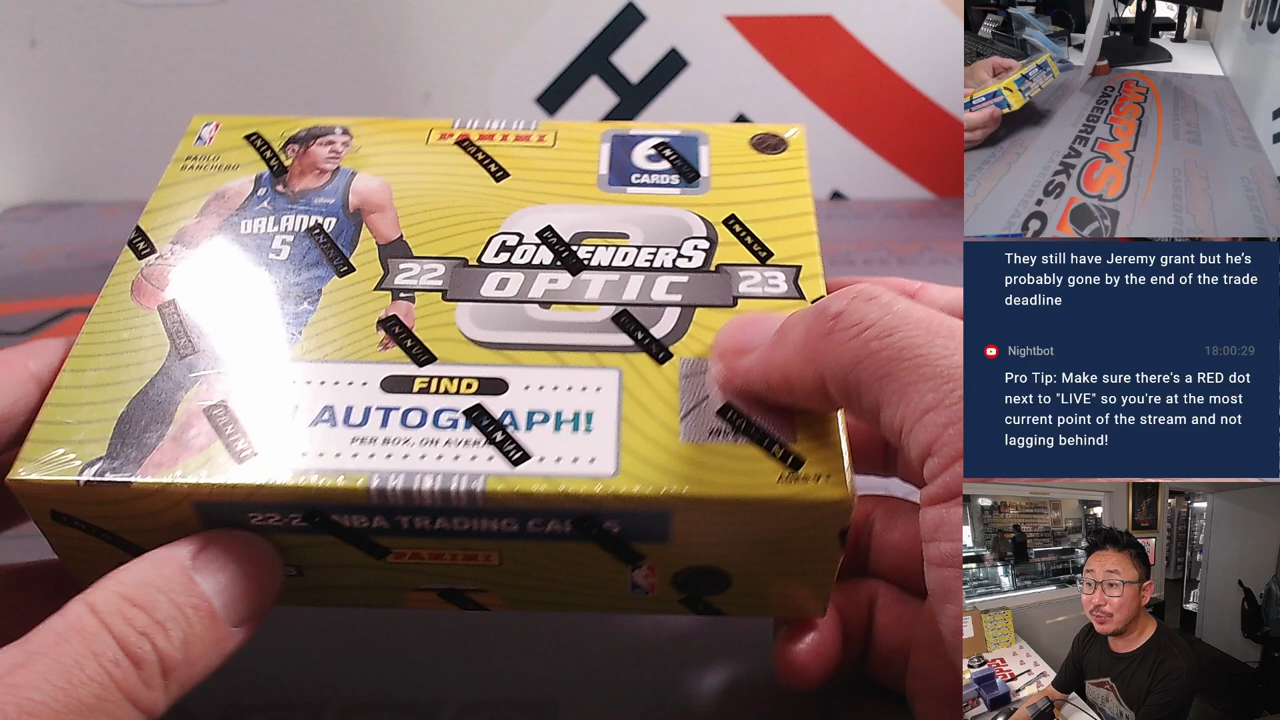 PAOLO
BANCHERO
PANINI
6
CARDS
ORLANDO
5
CONTENDERS
22 OPTIC 23
FIND
AUTOGRAPH!
PER BOX, ON AVERAGE
NBA TRADING CARDS
PANINI
JASPYS
CASEBREAKS.C
They still have Jeremy grant but he's
probably gone by the end of the trade
deadline
Nightbot 18:00:29
Pro Tip: Make sure there's a RED dot
next to "LIVE" so you're at the most
current point of the stream and not
lagging behind!